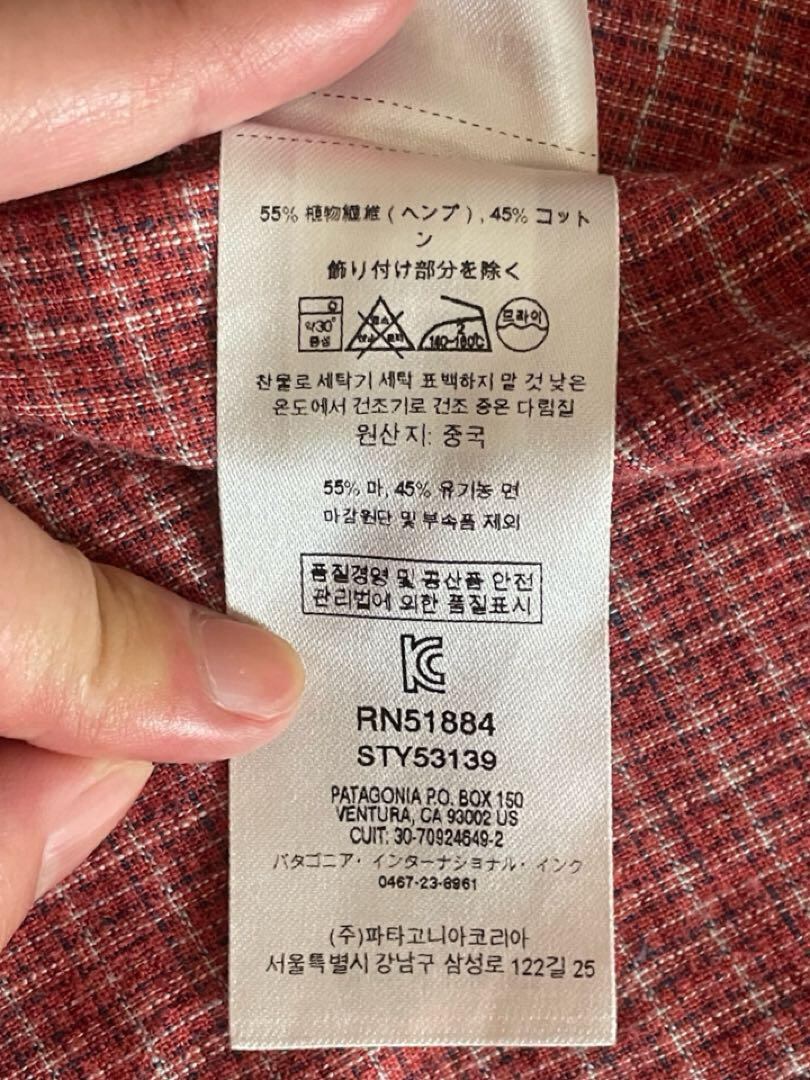 55% 植物繊維 (ヘンプ), 45% コット
ン
飾り付け部分を除く
약30°
중성
2
140~160℃
드라이
찬물로 세탁기 세탁 표백하지 말 것 낮은
온도에서 건조기로 건조 중온 다림질
원산지: 중국
55% 마, 45% 유기농 면
마감원단 및 부속품 제외
품질경영 및 공산품 안전
관리법에 의한 품질표시
RN51884
STY53139
PATAGONIA P.O. BOX 150
VENTURA, CA 93002 US
CUIT: 30-70924649-2
パタゴニア・インターナショナル・インク
0467-23-8961
(주)파타고니아코리아
서울특별시 강남구 삼성로 122길 25